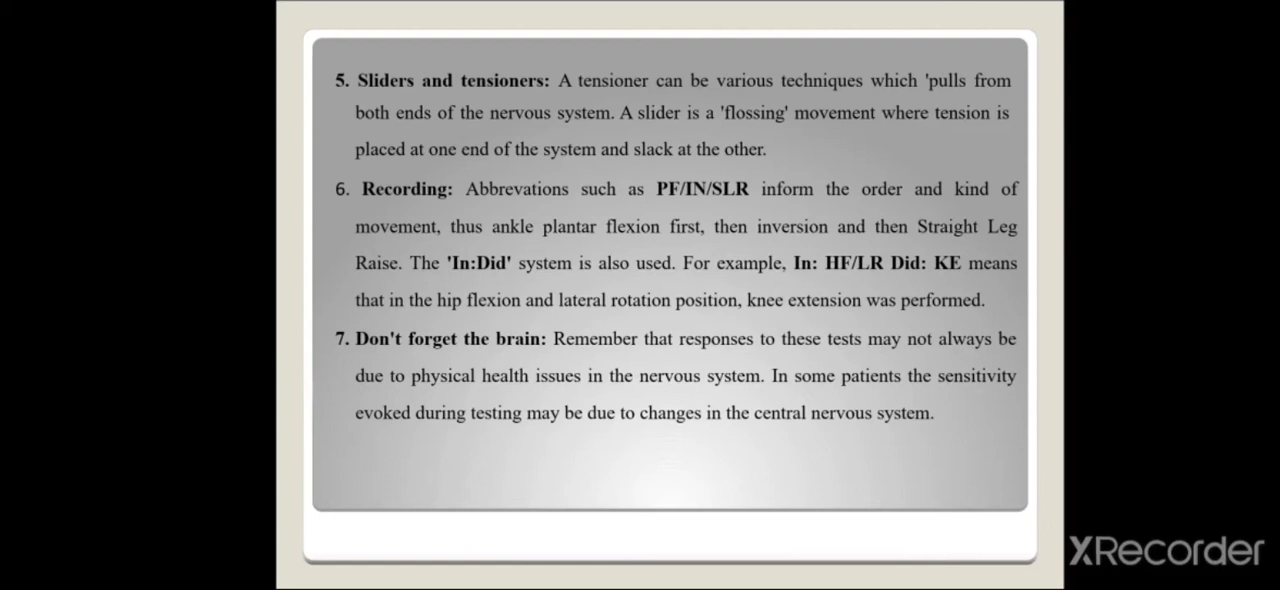 5. Sliders and tensioners: A tensioner can be various techniques which 'pulls from
both ends of the nervous system. A slider is a 'flossing' movement where tension is
placed at one end of the system and slack at the other.
6. Recording: Abbrevations such as PF/IN/SLR inform the order and kind of
movement, thus ankle plantar flexion first, then inversion and then Straight Leg
Raise. The 'In:Did' system is also used. For example, In: HF/LR Did: KE means
that in the hip flexion and lateral rotation position, knee extension was performed.
7. Don't forget the brain: Remember that responses to these tests may not always be
due to physical health issues in the nervous system. In some patients the sensitivity
evoked during testing may be due to changes in the central nervous system.
XRecorder